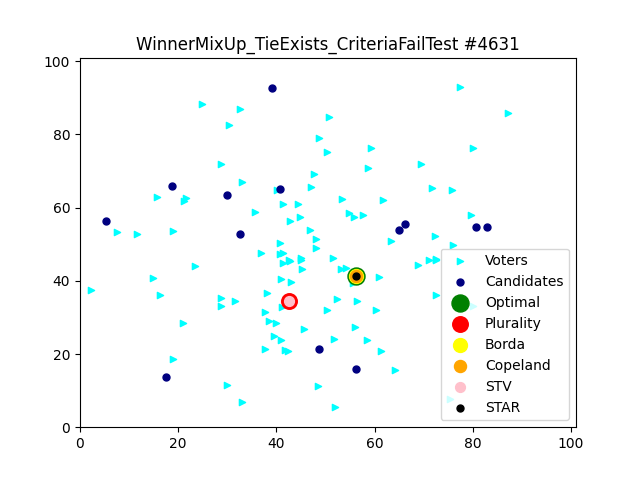 WinnerMixUp_TieExists_CriteriaFailTest #4631
100
80
60
40
20
0
0
20
40
60
80
100
Voters
Candidates
Optimal
Plurality
Borda
Copeland
STV
STAR